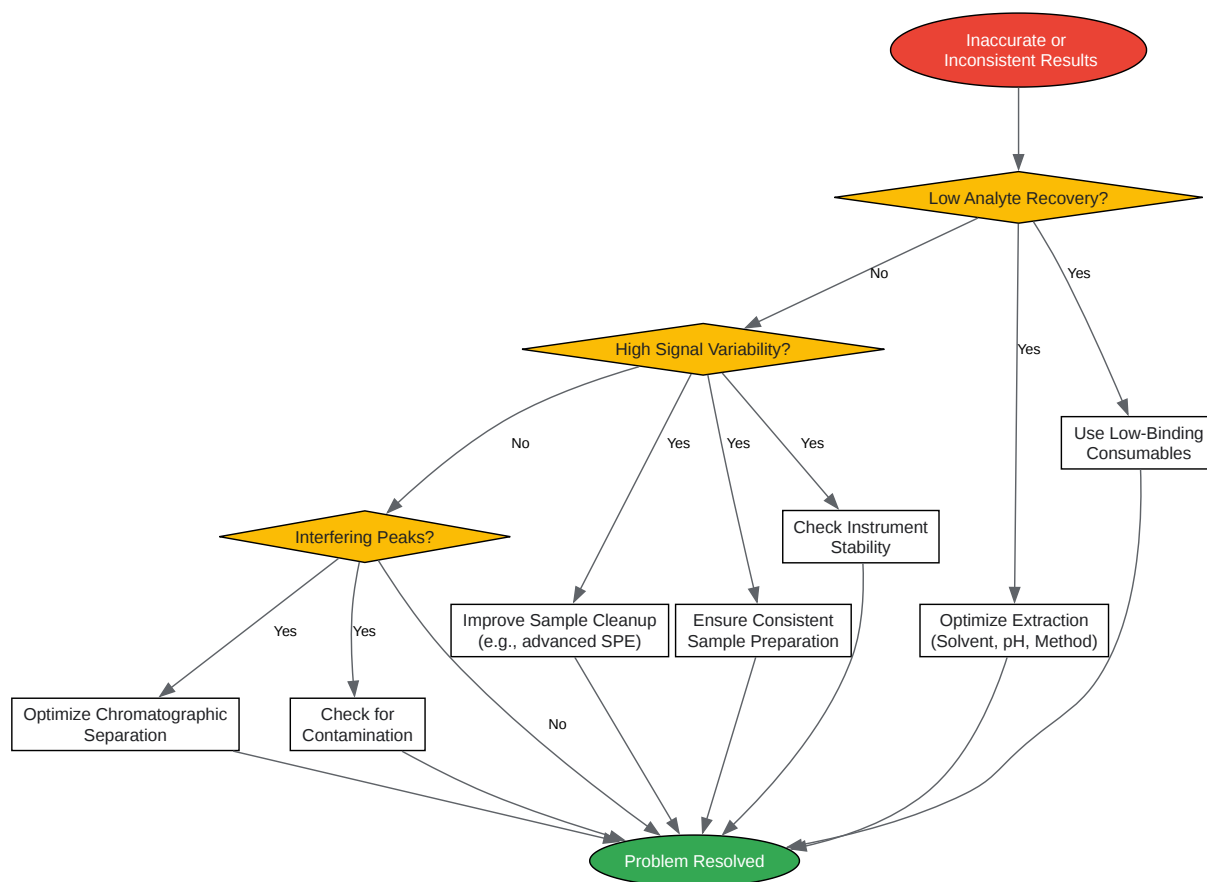 Inaccurate or
Inconsistent Results
Low Analyte Recovery?
No
Yes
Yes
High Signal Variability?
Use Low-Binding
Consumables
No
Yes
Yes
Yes
Check Instrument
Stability
Interfering Peaks?
Improve Sample Cleanup
(e.g., advanced SPE)
Ensure Consistent
Sample Preparation
Optimize Extraction
(Solvent, pH, Method)
Yes
Yes
No
Optimize Chromatographic
Separation
Check for
Contamination
Problem Resolved